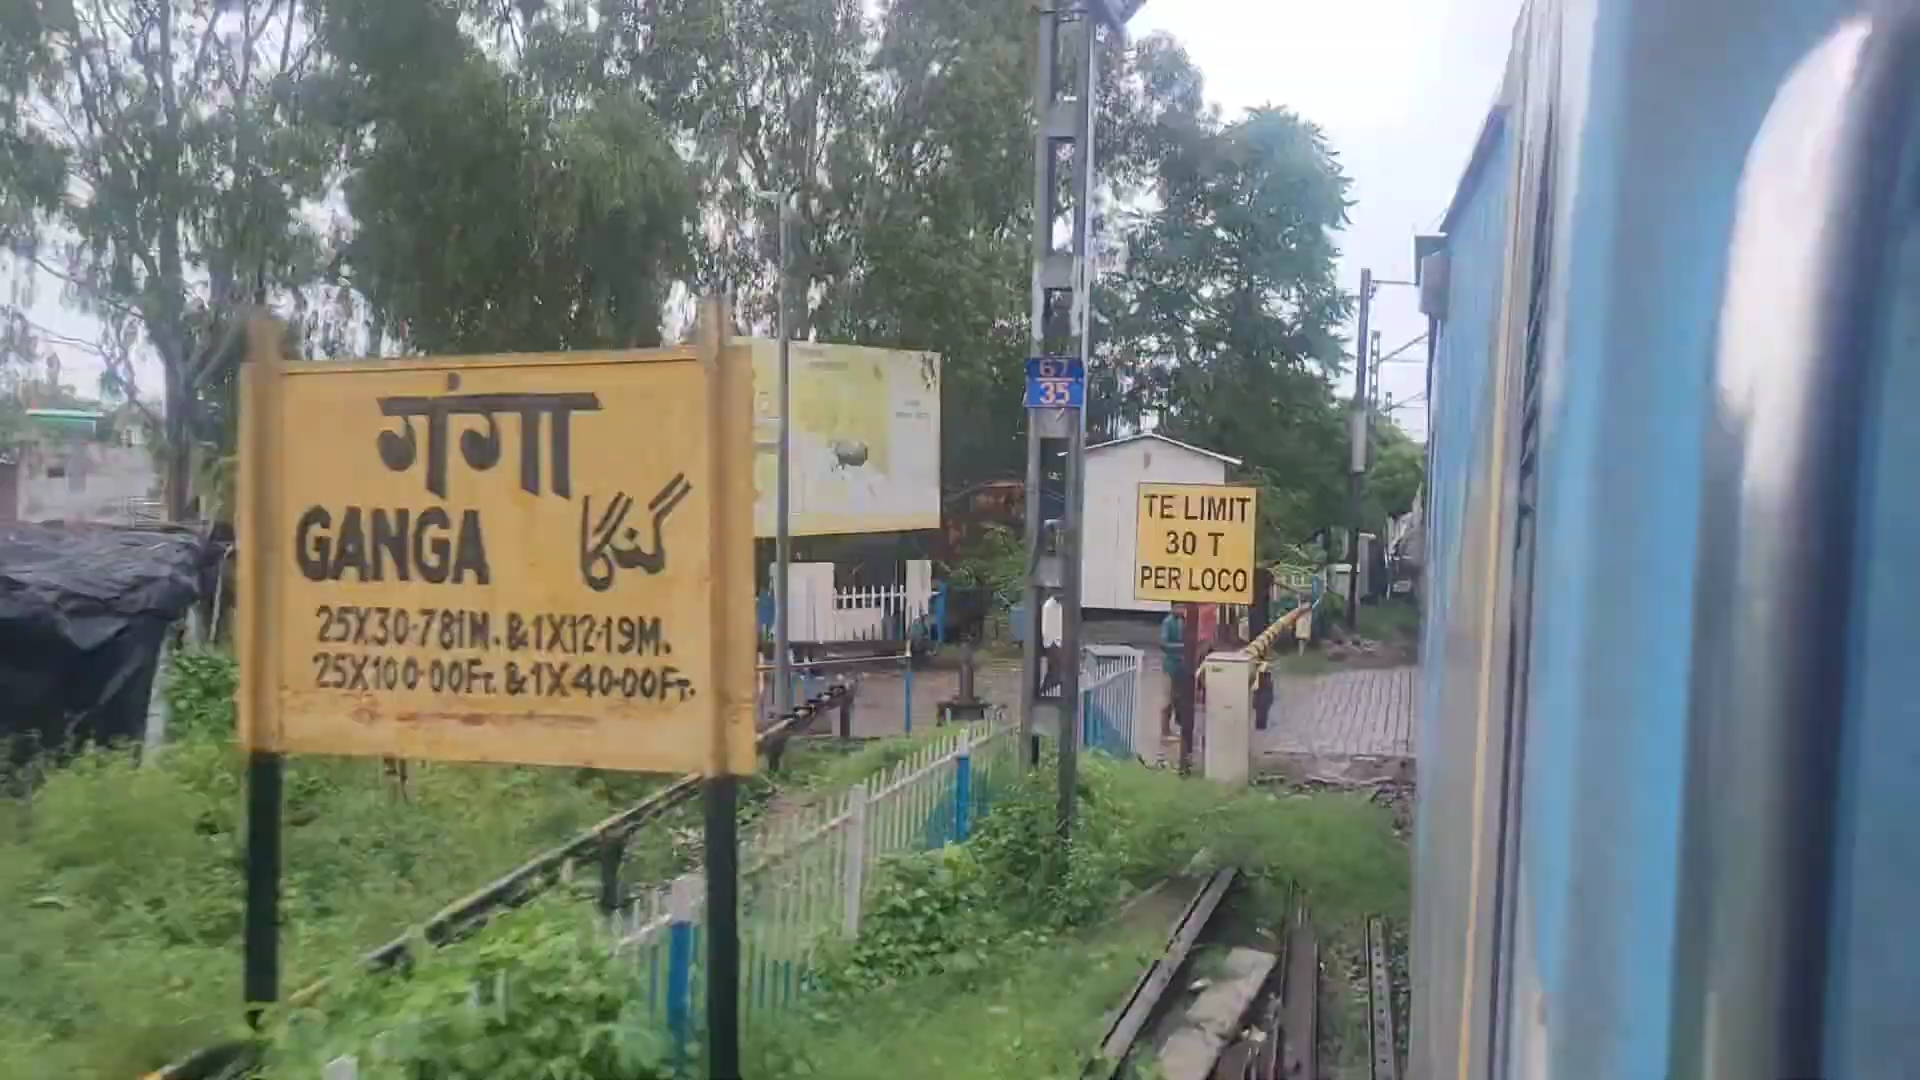 गंगा
GANGA گنگا
25X30·781M. & 1X12·19M.
25X100·00FT. & 1X40·00FT.
67
35
TE LIMIT
30 T
PER LOCO